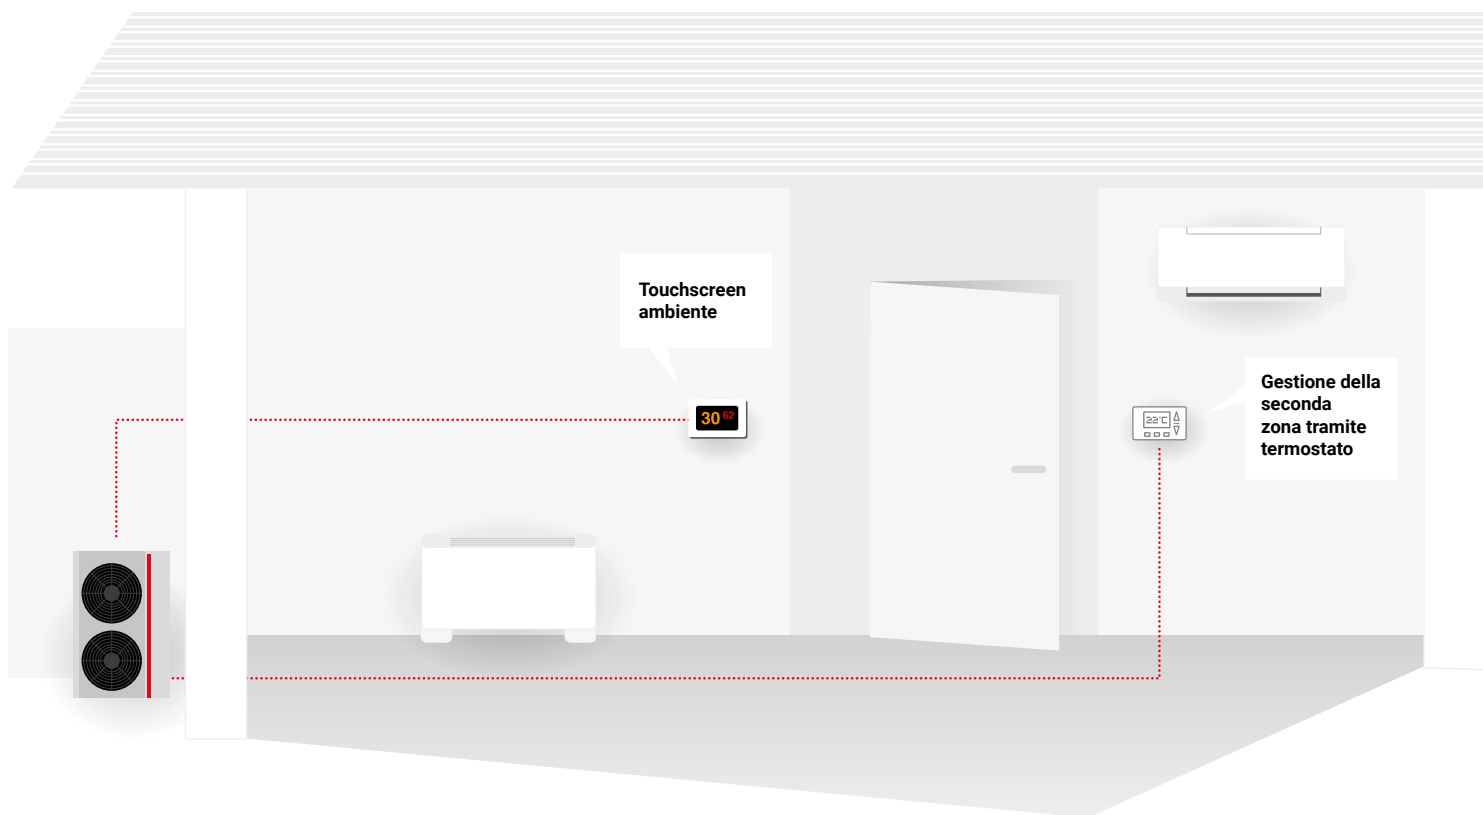 Touchscreen
ambiente
30 62
Gestione della
seconda
zona tramite
termostato
22°C